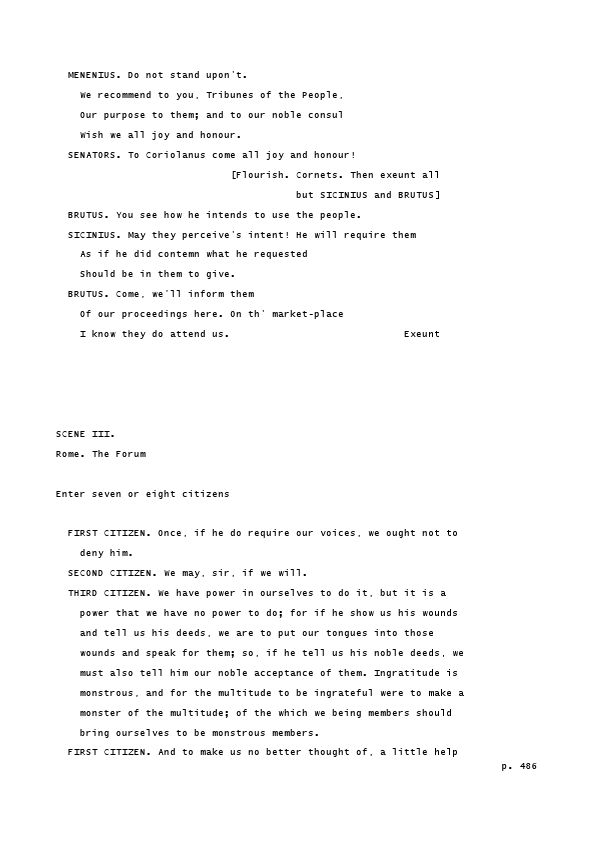 MENENIUS. Do not stand upon't.
We recommend to you, Tribunes of the People,
Our purpose to them; and to our noble consul
Wish we all joy and honour.
SENATORS. To Coriolanus come all joy and honour!
[Flourish. Cornets. Then exeunt all
but SICINIUS and BRUTUS]
BRUTUS. You see how he intends to use the people.
SICINIUS. May they perceive's intent! He will require them
As if he did contemn what he requested
Should be in them to give.
BRUTUS. Come, we'll inform them
Of our proceedings here. On th' market-place
I know they do attend us. Exeunt
SCENE III.
Rome. The Forum
Enter seven or eight citizens
FIRST CITIZEN. Once, if he do require our voices, we ought not to
deny him.
SECOND CITIZEN. We may, sir, if we will.
THIRD CITIZEN. We have power in ourselves to do it, but it is a
power that we have no power to do; for if he show us his wounds
and tell us his deeds, we are to put our tongues into those
wounds and speak for them; so, if he tell us his noble deeds, we
must also tell him our noble acceptance of them. Ingratitude is
monstrous, and for the multitude to be ingrateful were to make a
monster of the multitude; of the which we being members should
bring ourselves to be monstrous members.
FIRST CITIZEN. And to make us no better thought of, a little help
p. 486